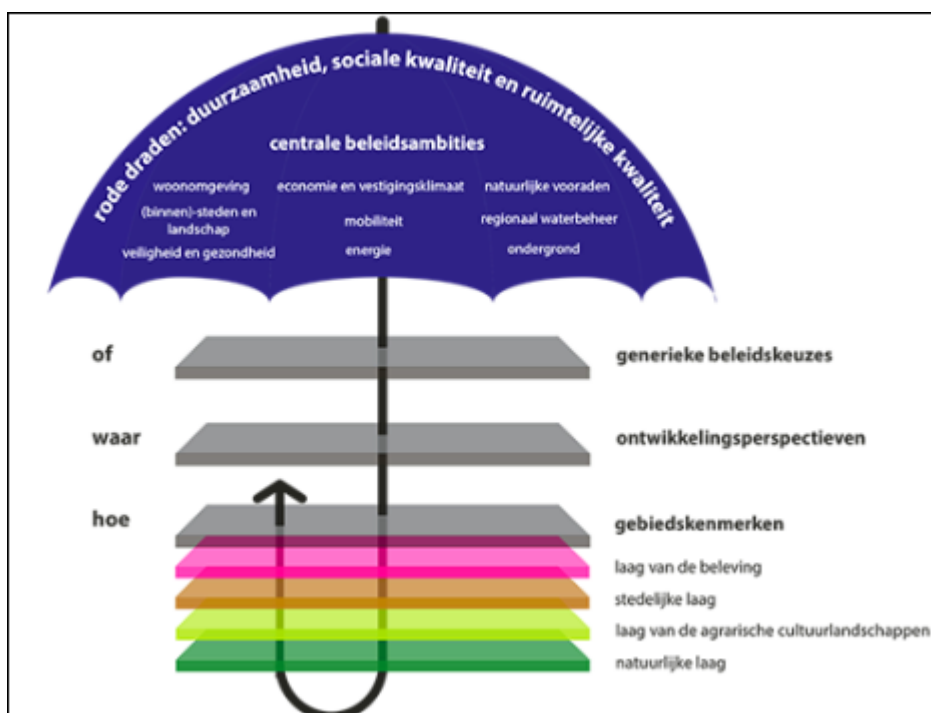 rode draden: duurzaamheid, sociale kwaliteit en ruimtelijke kwaliteit
centrale beleidsambities
woonomgeving
economie en vestigingsklimaat
natuurlijke vooraden
(binnen)-steden en
landschap
mobiliteit
regionaal waterbeheer
veiligheid en gezondheid
energie
ondergrond
of
generieke beleidskeuzes
waar
ontwikkelingsperspectieven
hoe
gebiedskenmerken
laag van de beleving
stedelijke laag
laag van de agrarische cultuurlandschappen
natuurlijke laag